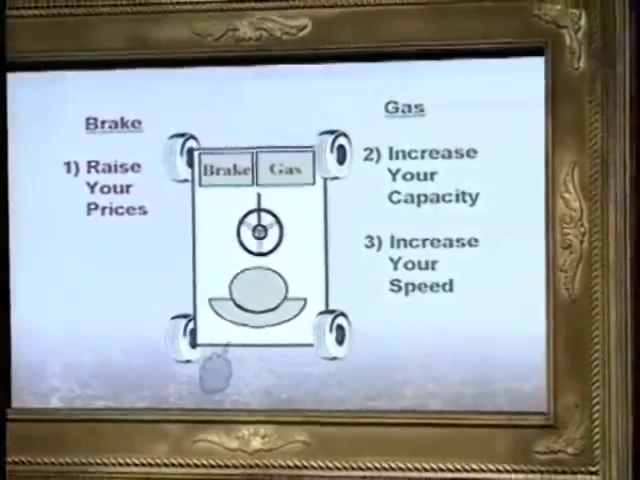 Brake
1) Raise
Your
Prices
Brake
Gas
Gas
2) Increase
Your
Capacity
3) Increase
Your
Speed